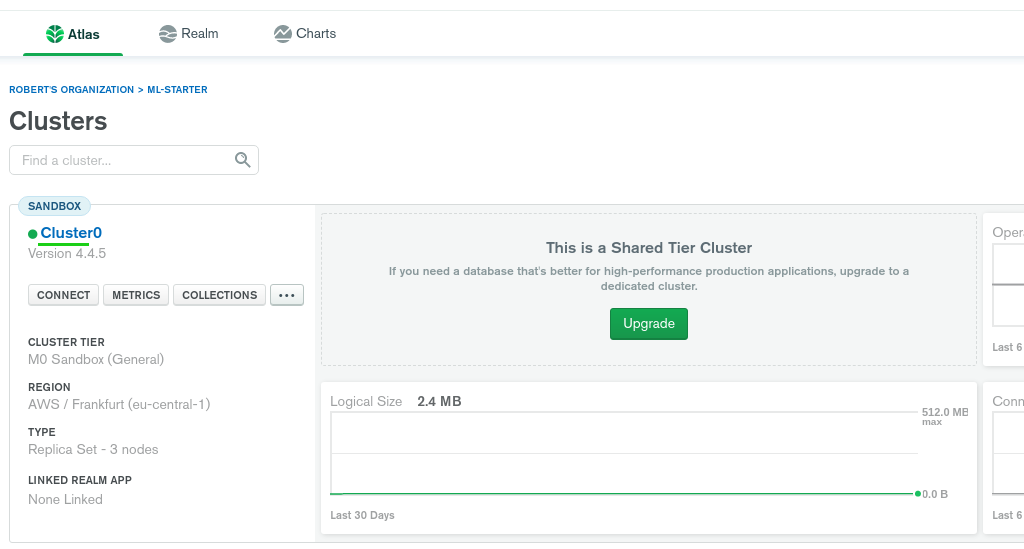 Atlas
Realm
Charts
ROBERT'S ORGANIZATION > ML-STARTER
Clusters
Find a cluster...
SANDBOX
Cluster0
Version 4.4.5
CONNECT
METRICS
COLLECTIONS
...
CLUSTER TIER
M0 Sandbox (General)
REGION
AWS / Frankfurt (eu-central-1)
TYPE
Replica Set - 3 nodes
LINKED REALM APP
None Linked
This is a Shared Tier Cluster
If you need a database that's better for high-performance production applications, upgrade to a
dedicated cluster.
Upgrade
Logical Size 2.4 MB
512.0 MB
max
0.0 B
Last 30 Days
Oper
Last 6
Conn
Last 6